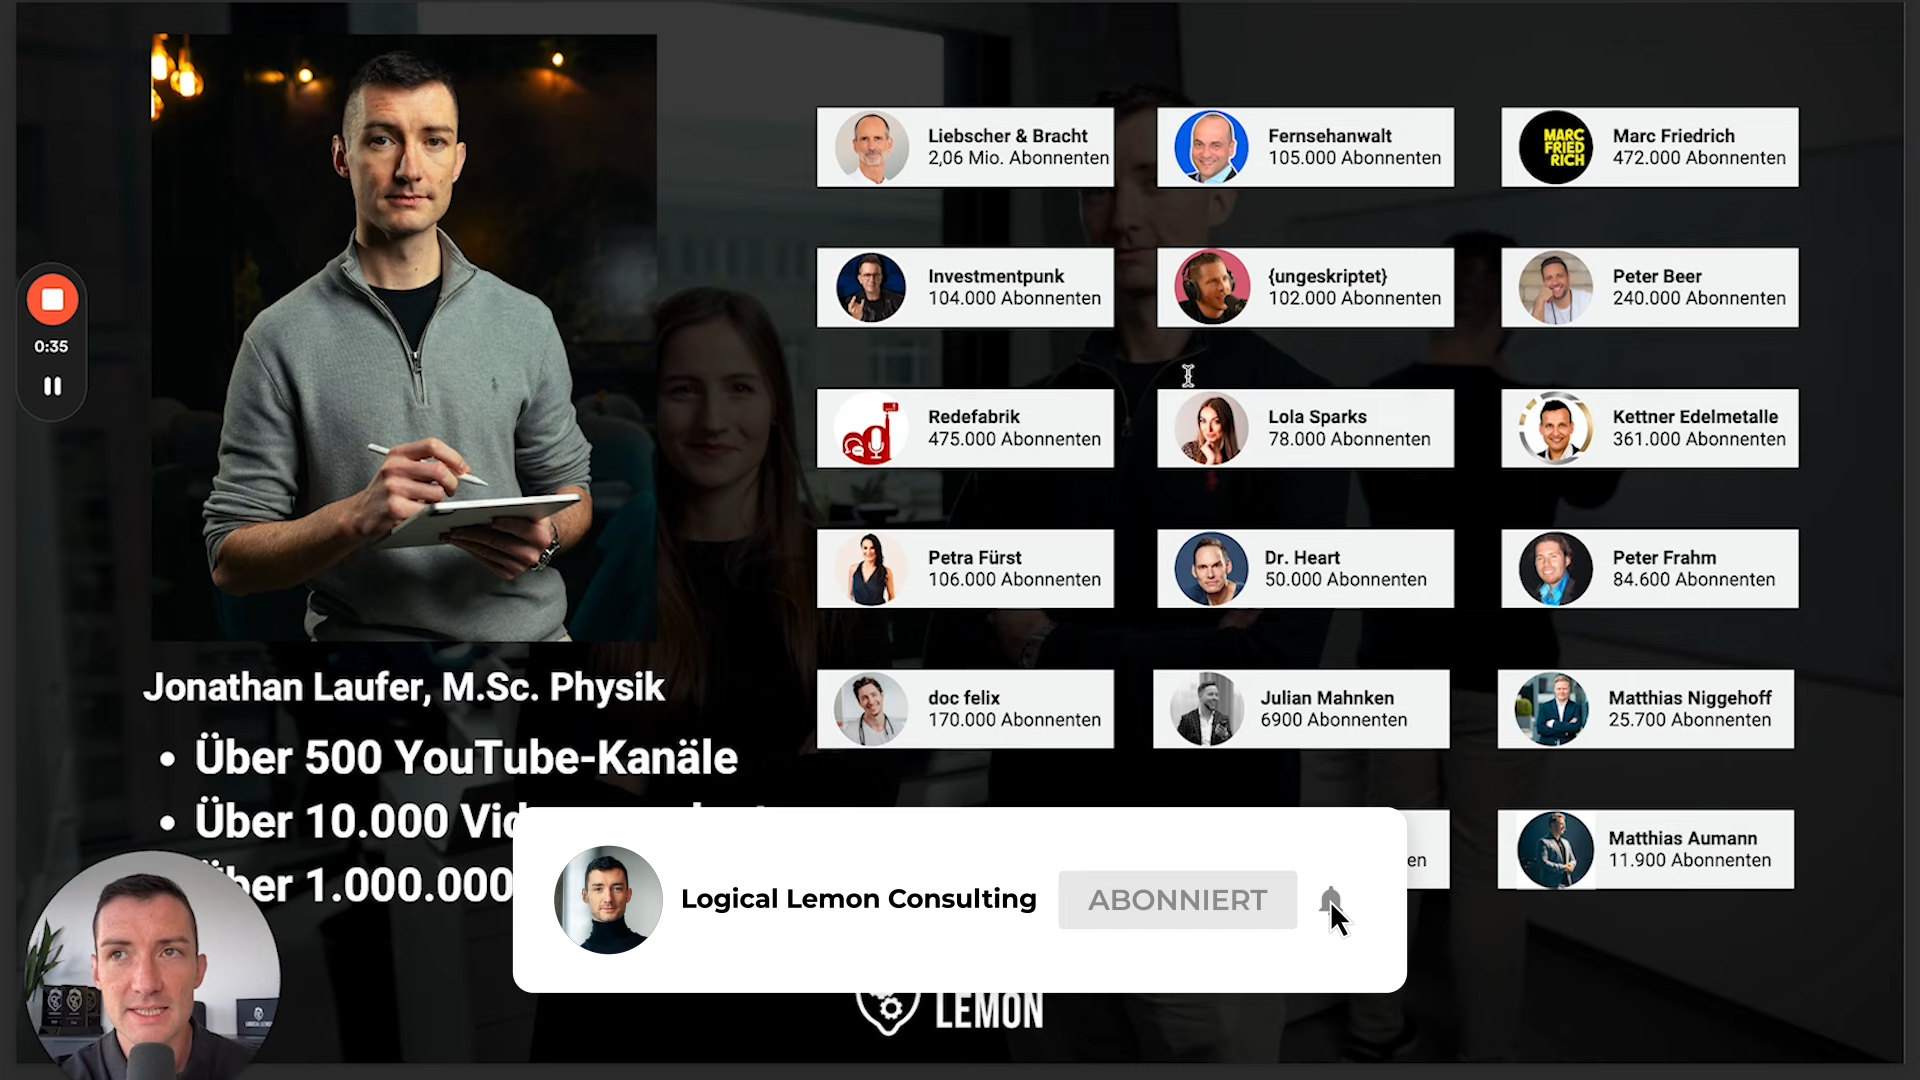 Liebscher & Bracht
2,06 Mio. Abonnenten
Fernsehanwalt
105.000 Abonnenten
MARC
FRIED
RICH
Marc Friedrich
472.000 Abonnenten
Investmentpunk
104.000 Abonnenten
{ungeskriptet}
102.000 Abonnenten
Peter Beer
240.000 Abonnenten
0:35
Redefabrik
475.000 Abonnenten
Lola Sparks
78.000 Abonnenten
Kettner Edelmetalle
361.000 Abonnenten
Petra Fürst
106.000 Abonnenten
Dr. Heart
50.000 Abonnenten
Peter Frahm
84.600 Abonnenten
doc felix
170.000 Abonnenten
Julian Mahnken
6900 Abonnenten
Matthias Niggehoff
25.700 Abonnenten
Matthias Aumann
11.900 Abonnenten
Jonathan Laufer, M.Sc. Physik
• Über 500 YouTube-Kanäle
• Über 10.000
1.000.000
Logical Lemon Consulting
ABONNIERT
LEMON